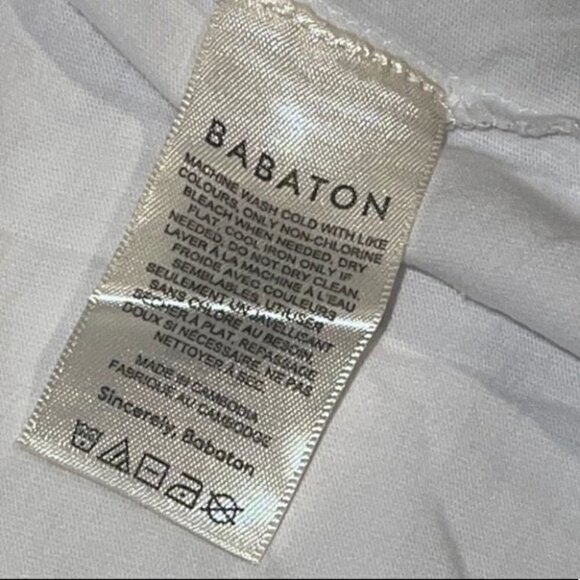 BABATON
MACHINE WASH COLD WITH LIKE
COLOURS, ONLY NON-CHLORINE
BLEACH WHEN NEEDED, DRY
FLAT, COOL IRON ONLY IF
NEEDED, DO NOT DRY CLEAN.
LAVER À LA MACHINE À L'EAU
FROIDE AVEC COULEURS
SEMBLABLES, UTILISER
SEULEMENT UN JAVELLISANT
SANS CHLORE AU BESOIN,
SÉCHER À PLAT, REPASSAGE
DOUX SI NÉCESSAIRE, NE PAS
NETTOYER À SEC.
MADE IN CAMBODIA
FABRIQUÉ AU CAMBODGE
Sincerely, Babaton